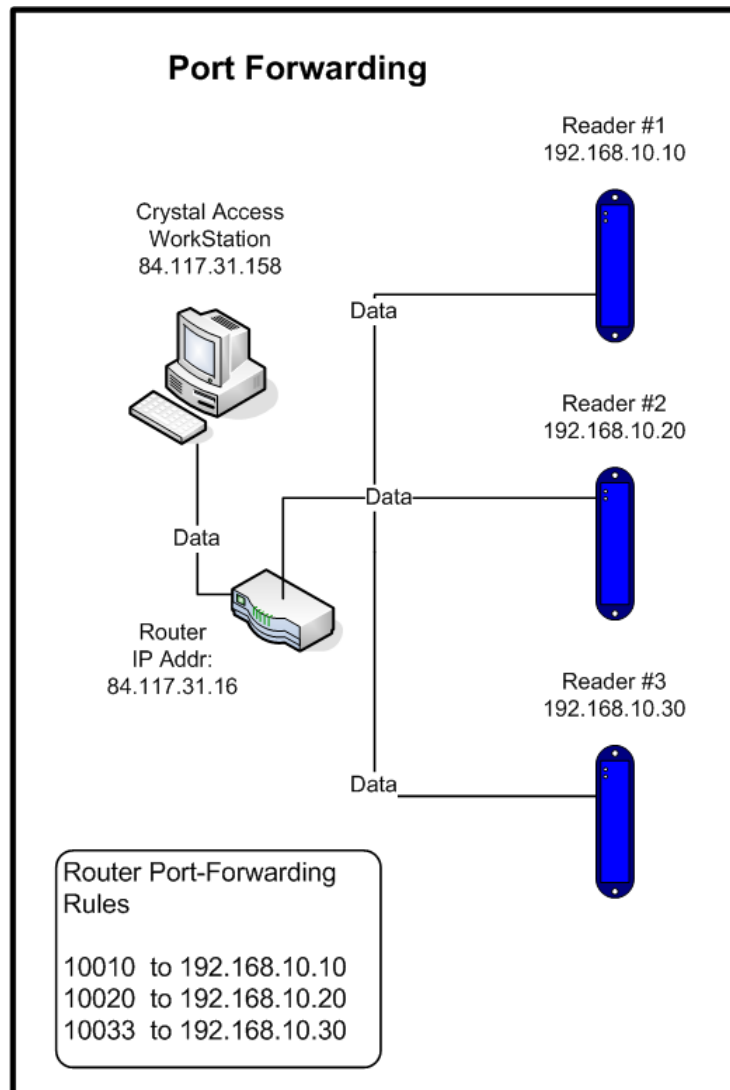 Port Forwarding
Reader #1
192.168.10.10
Crystal Access
WorkStation
84.117.31.158
Data
Reader #2
192.168.10.20
Data
Data
Router
IP Addr:
84.117.31.16
Reader #3
192.168.10.30
Data
Router Port-Forwarding
Rules
10010 to 192.168.10.10
10020 to 192.168.10.20
10033 to 192.168.10.30